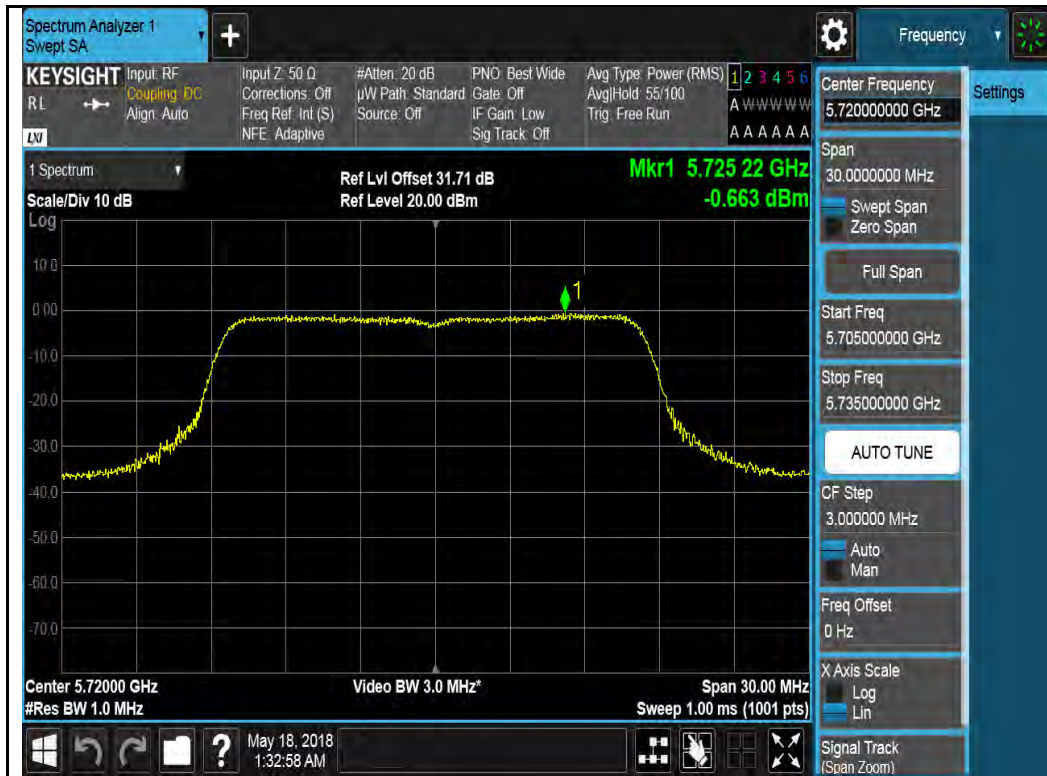 Spectrum Analyzer 1
Swept SA
+
Frequency
KEYSIGHT
RL
LXI
Input: RF
Coupling: DC
Align: Auto
Input Z: 50 Ω
Corrections: Off
Freq Ref: Int (S)
NFE: Adaptive
#Atten: 20 dB
µW Path: Standard
Source: Off
PNO: Best Wide
Gate: Off
IF Gain: Low
Sig Track: Off
Avg Type: Power (RMS)
Avg|Hold: 55/100
Trig: Free Run
1 2 3 4 5 6
A W W W W W
A A A A A A
1 Spectrum
Scale/Div 10 dB
Ref Lvl Offset 31.71 dB
Ref Level 20.00 dBm
Mkr1 5.725 22 GHz
-0.663 dBm
Log
10.0
0.00
-10.0
-20.0
-30.0
-40.0
-50.0
-60.0
-70.0
1
Center 5.72000 GHz
#Res BW 1.0 MHz
Video BW 3.0 MHz*
Span 30.00 MHz
Sweep 1.00 ms (1001 pts)
?
May 18, 2018
1:32:58 AM
Center Frequency
5.720000000 GHz
Span
30.0000000 MHz
Swept Span
Zero Span
Full Span
Start Freq
5.705000000 GHz
Stop Freq
5.735000000 GHz
AUTO TUNE
CF Step
3.000000 MHz
Auto
Man
Freq Offset
0 Hz
X Axis Scale
Log
Lin
Signal Track
(Span Zoom)
Settings